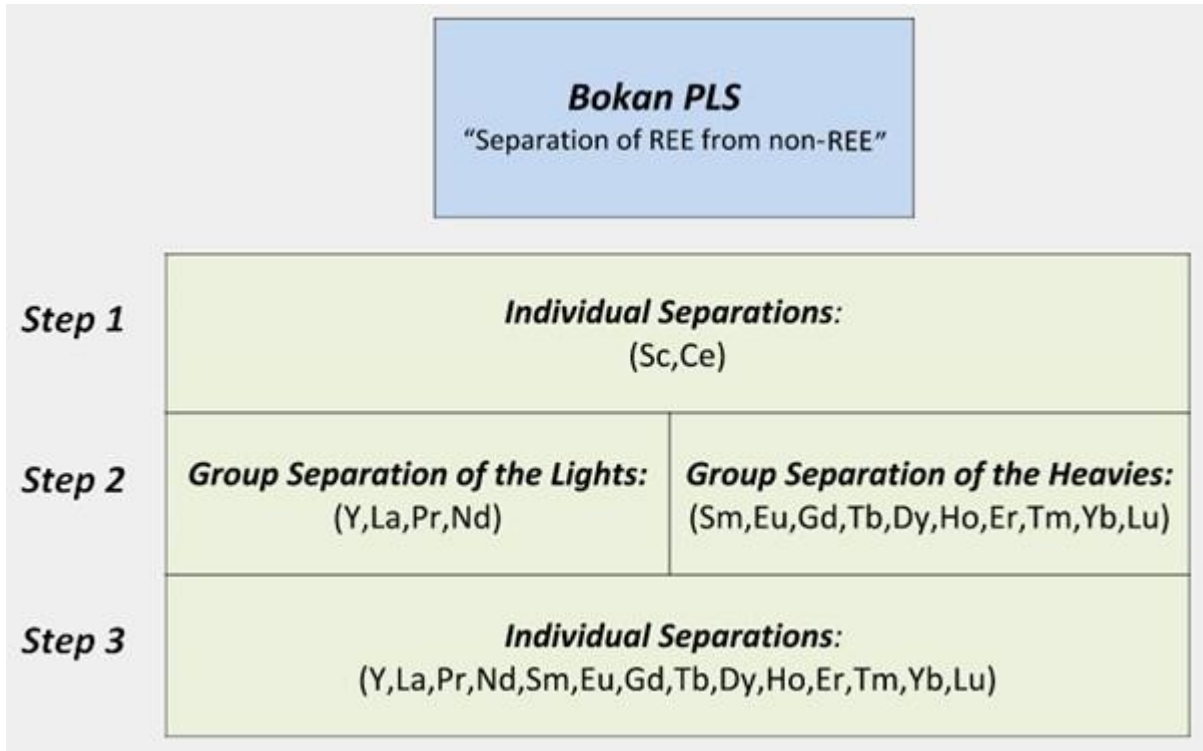 Bokan PLS
“Separation of REE from non-REE”
Step 1
Individual Separations:
(Sc,Ce)
Step 2
Group Separation of the Lights:
(Y,La,Pr,Nd)
Group Separation of the Heavies:
(Sm,Eu,Gd,Tb,Dy,Ho,Er,Tm,Yb,Lu)
Step 3
Individual Separations:
(Y,La,Pr,Nd,Sm,Eu,Gd,Tb,Dy,Ho,Er,Tm,Yb,Lu)